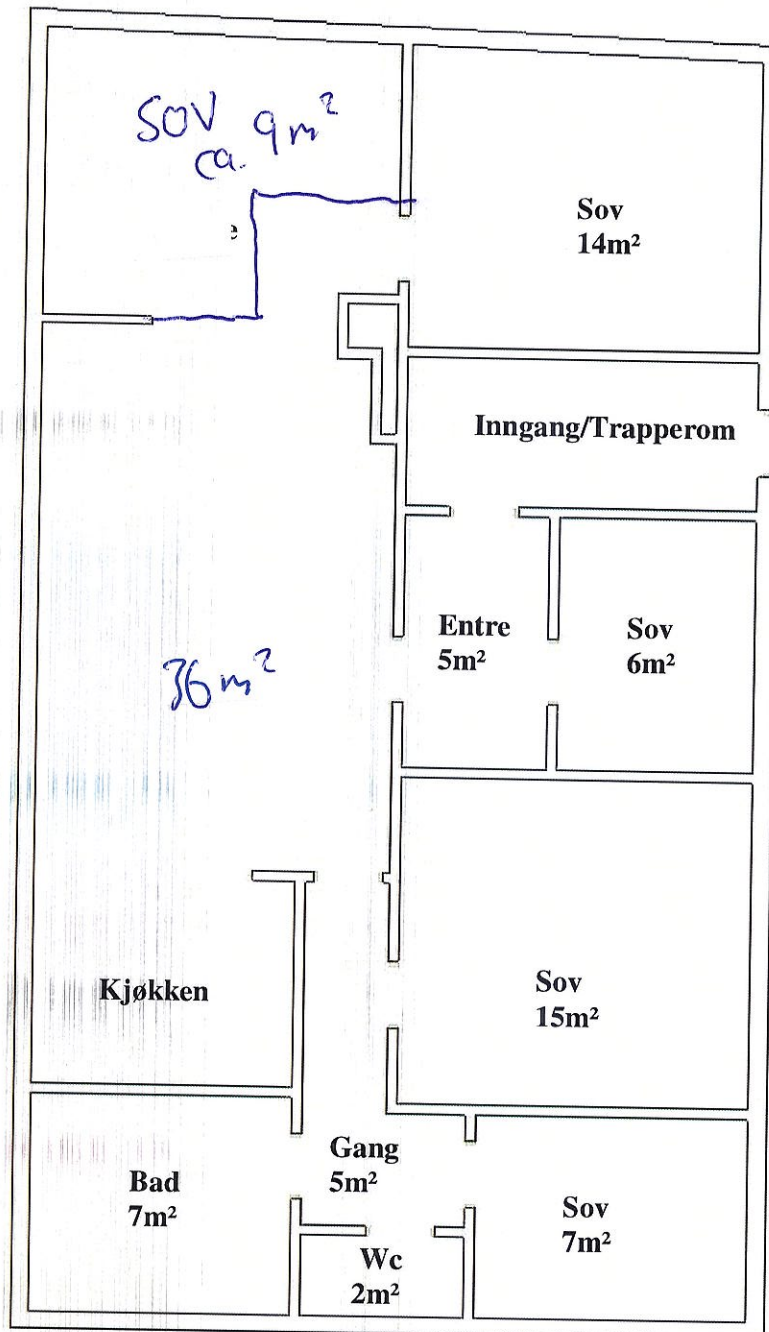 SOV
ca. 9m²
e
Sov
14m²
Inngang/Trapperom
Entre
5m²
Sov
6m²
36m²
Kjøkken
Sov
15m²
Gang
5m²
Bad
7m²
Sov
7m²
Wc
2m²